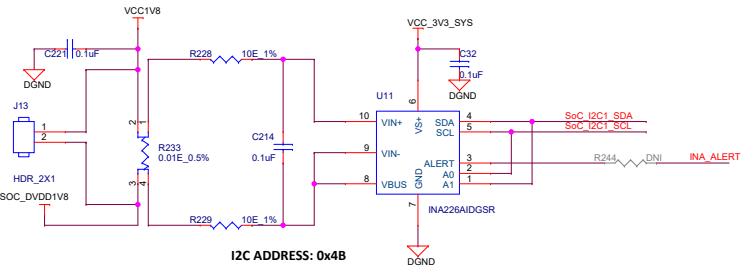 VCC1V8
VCC_3V3_SYS
C221 0.1uF
DGND
R228 10E_1%
C32
0.1uF
DGND
U11
J13
1
2
HDR_2X1
SOC_DVDD1V8
2 1
R233
0.01E_0.5%
3 4
C214
0.1uF
R229 10E_1%
10 VIN+
9 VIN-
8 VBUS
6 VS+
SDA 4 SoC_I2C1_SDA
SCL 5 SoC_I2C1_SCL
ALERT 3 R244 DNI INA_ALERT
A0 2
A1 1
GND 7
INA226AIDGSR
DGND
I2C ADDRESS: 0x4B